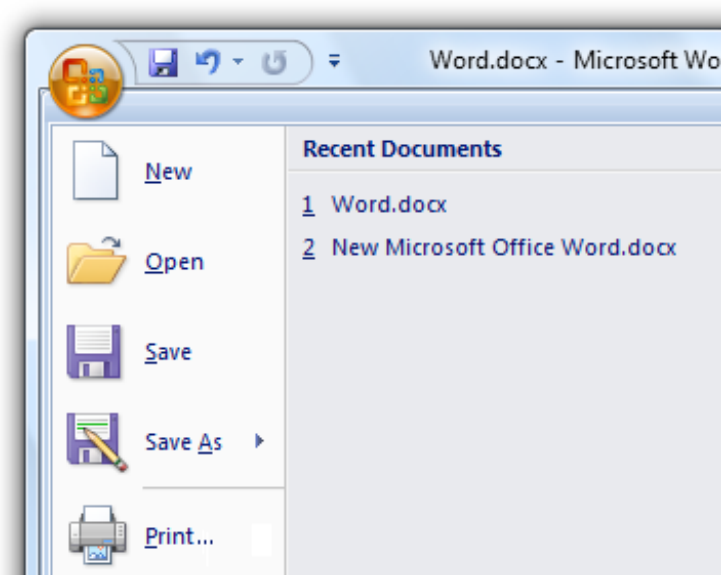 Word.docx - Microsoft Wo
New
Open
Save
Save As
Print...
Recent Documents
1 Word.docx
2 New Microsoft Office Word.docx